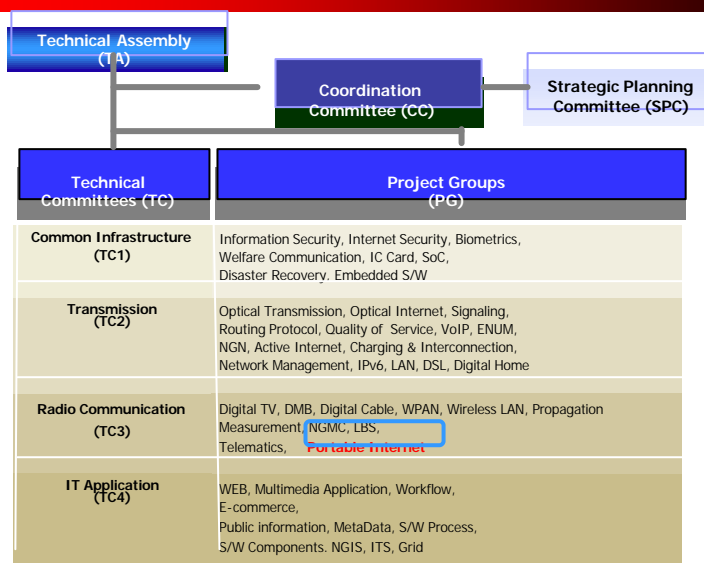 Technical Assembly
(TA)
Coordination
Committee (CC)
Strategic Planning
Committee (SPC)
Technical
Committees (TC)
Project Groups
(PG)
Common Infrastructure
(TC1)
Information Security, Internet Security, Biometrics,
Welfare Communication, IC Card, SoC,
Disaster Recovery. Embedded S/W
Transmission
(TC2)
Optical Transmission, Optical Internet, Signaling,
Routing Protocol, Quality of Service, VoIP, ENUM,
NGN, Active Internet, Charging & Interconnection,
Network Management, IPv6, LAN, DSL, Digital Home
Radio Communication
(TC3)
Digital TV, DMB, Digital Cable, WPAN, Wireless LAN, Propagation
Measurement, NGMC, LBS,
Telematics, Portable Internet
IT Application
(TC4)
WEB, Multimedia Application, Workflow,
E-commerce,
Public information, MetaData, S/W Process,
S/W Components. NGIS, ITS, Grid